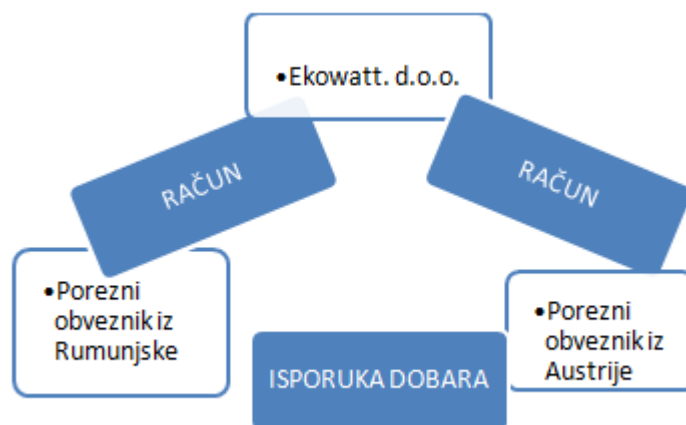 •Ekowatt. d.o.o.
RAČUN
RAČUN
•Porezni
obveznik iz
Rumunjske
•Porezni
obveznik iz
Austrije
ISPORUKA DOBARA